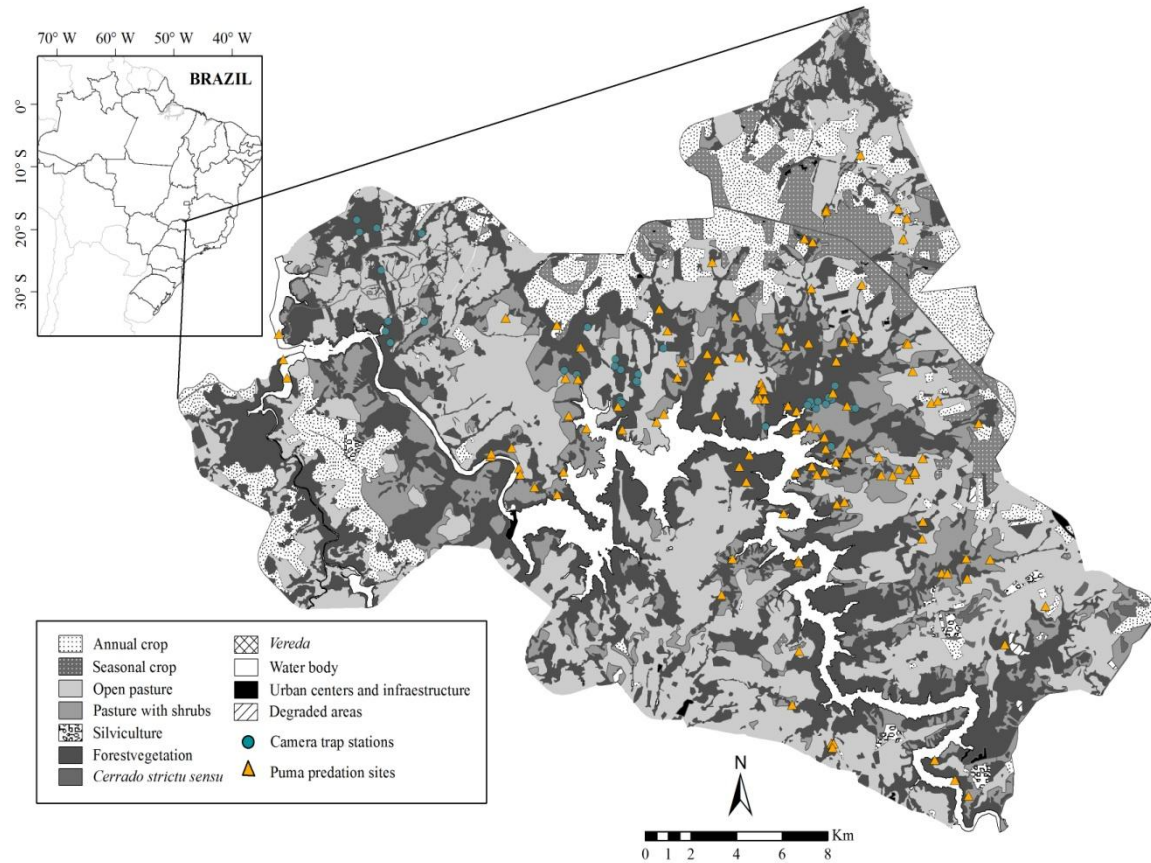 70° W 60° W 50° W 40° W
BRAZIL
0°
10° S
20° S
30° S
Annual crop
Seasonal crop
Open pasture
Pasture with shrubs
Silviculture
Forestvegetation
Cerrado strictu sensu
Vereda
Water body
Urban centers and infraestructure
Degraded areas
Camera trap stations
Puma predation sites
N
Km
0 1 2 4 6 8